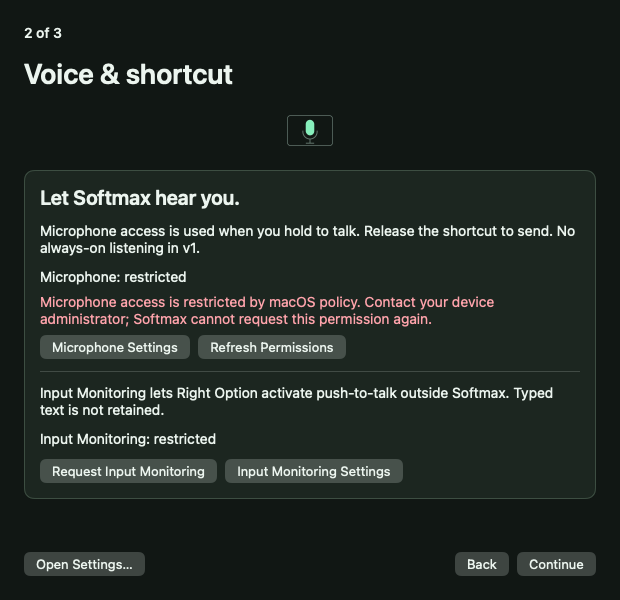 2 of 3
Voice & shortcut
Let Softmax hear you.
Microphone access is used when you hold to talk. Release the shortcut to send. No
always-on listening in v1.
Microphone: restricted
Microphone access is restricted by macOS policy. Contact your device
administrator; Softmax cannot request this permission again.
Microphone Settings
Refresh Permissions
Input Monitoring lets Right Option activate push-to-talk outside Softmax. Typed
text is not retained.
Input Monitoring: restricted
Request Input Monitoring
Input Monitoring Settings
Open Settings...
Back
Continue